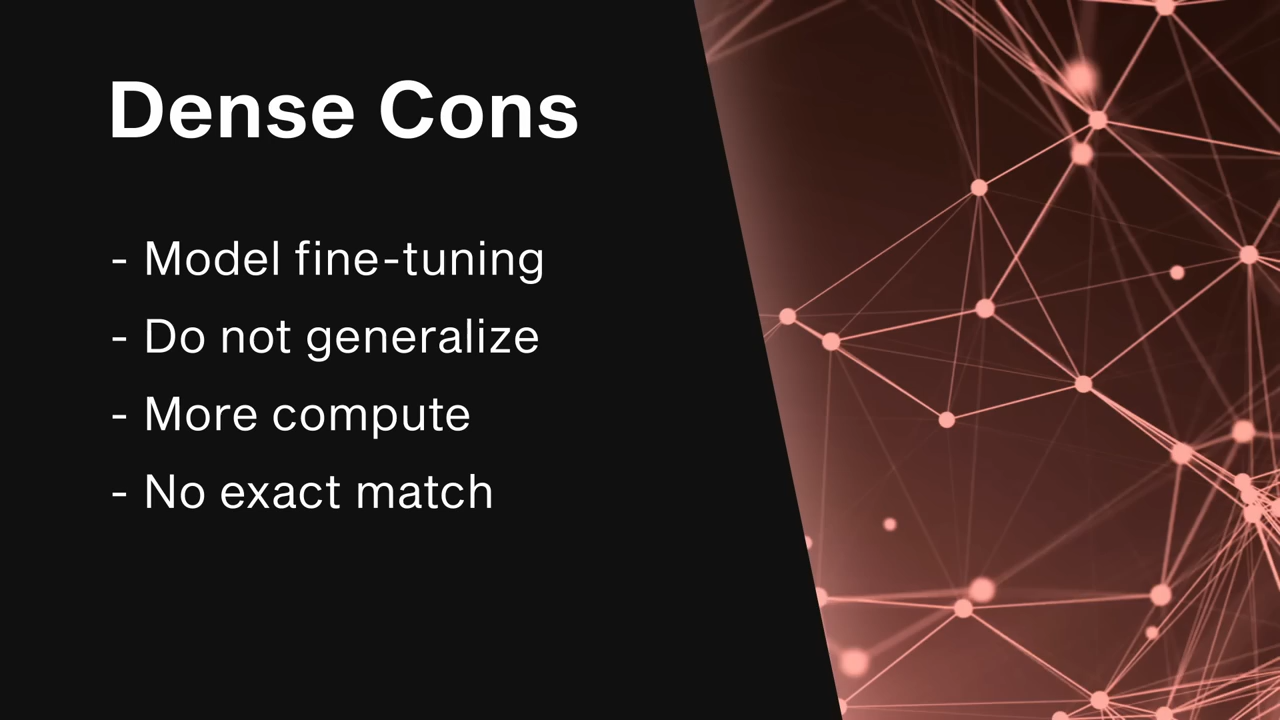 Dense Cons
- Model fine-tuning
- Do not generalize
- More compute
- No exact match